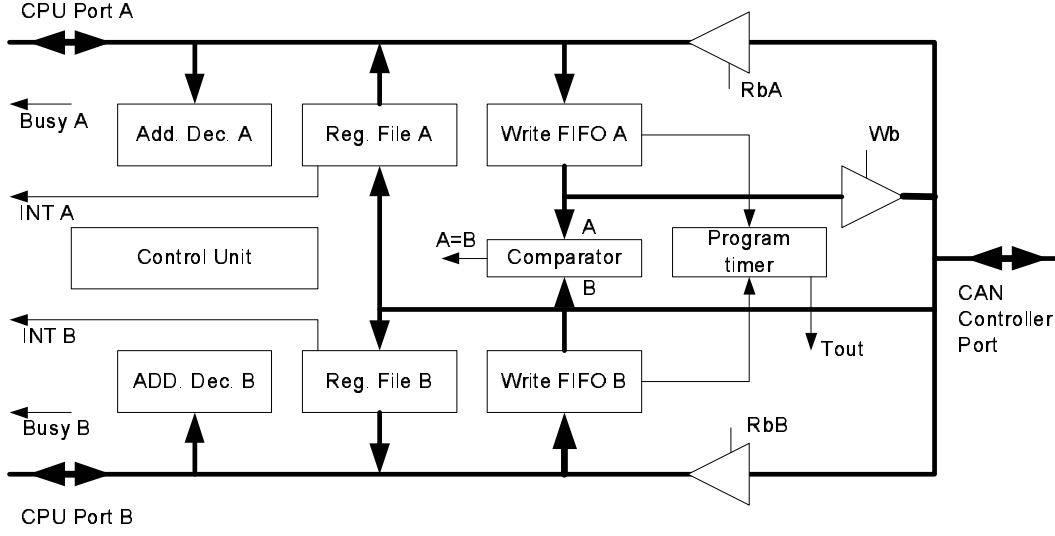 CPU Port A
RbA
Busy A
Add. Dec. A
Reg. File A
Write FIFO A
Wb
INT A
A
A=B
Control Unit
Comparator
Program
timer
B
CAN
Controller
Port
INT B
Tout
ADD. Dec. B
Reg. File B
Write FIFO B
Busy B
RbB
CPU Port B